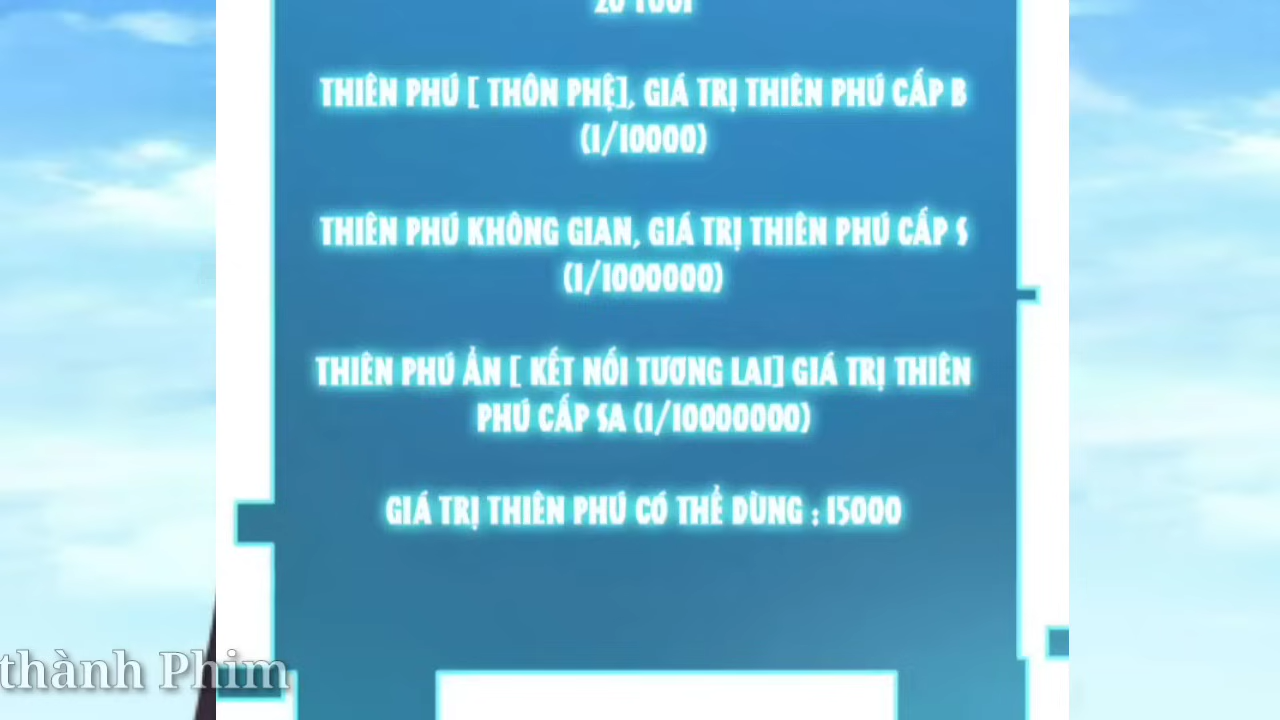 20 TUỔI
THIÊN PHÚ [ THÔN PHỆ], GIÁ TRỊ THIÊN PHÚ CẤP B
(1/10000)
THIÊN PHÚ KHÔNG GIAN, GIÁ TRỊ THIÊN PHÚ CẤP S
(1/1000000)
THIÊN PHÚ ẨN [ KẾT NỐI TƯƠNG LAI] GIÁ TRỊ THIÊN
PHÚ CẤP SA (1/10000000)
GIÁ TRỊ THIÊN PHÚ CÓ THỂ DÙNG : 15000
thành Phim